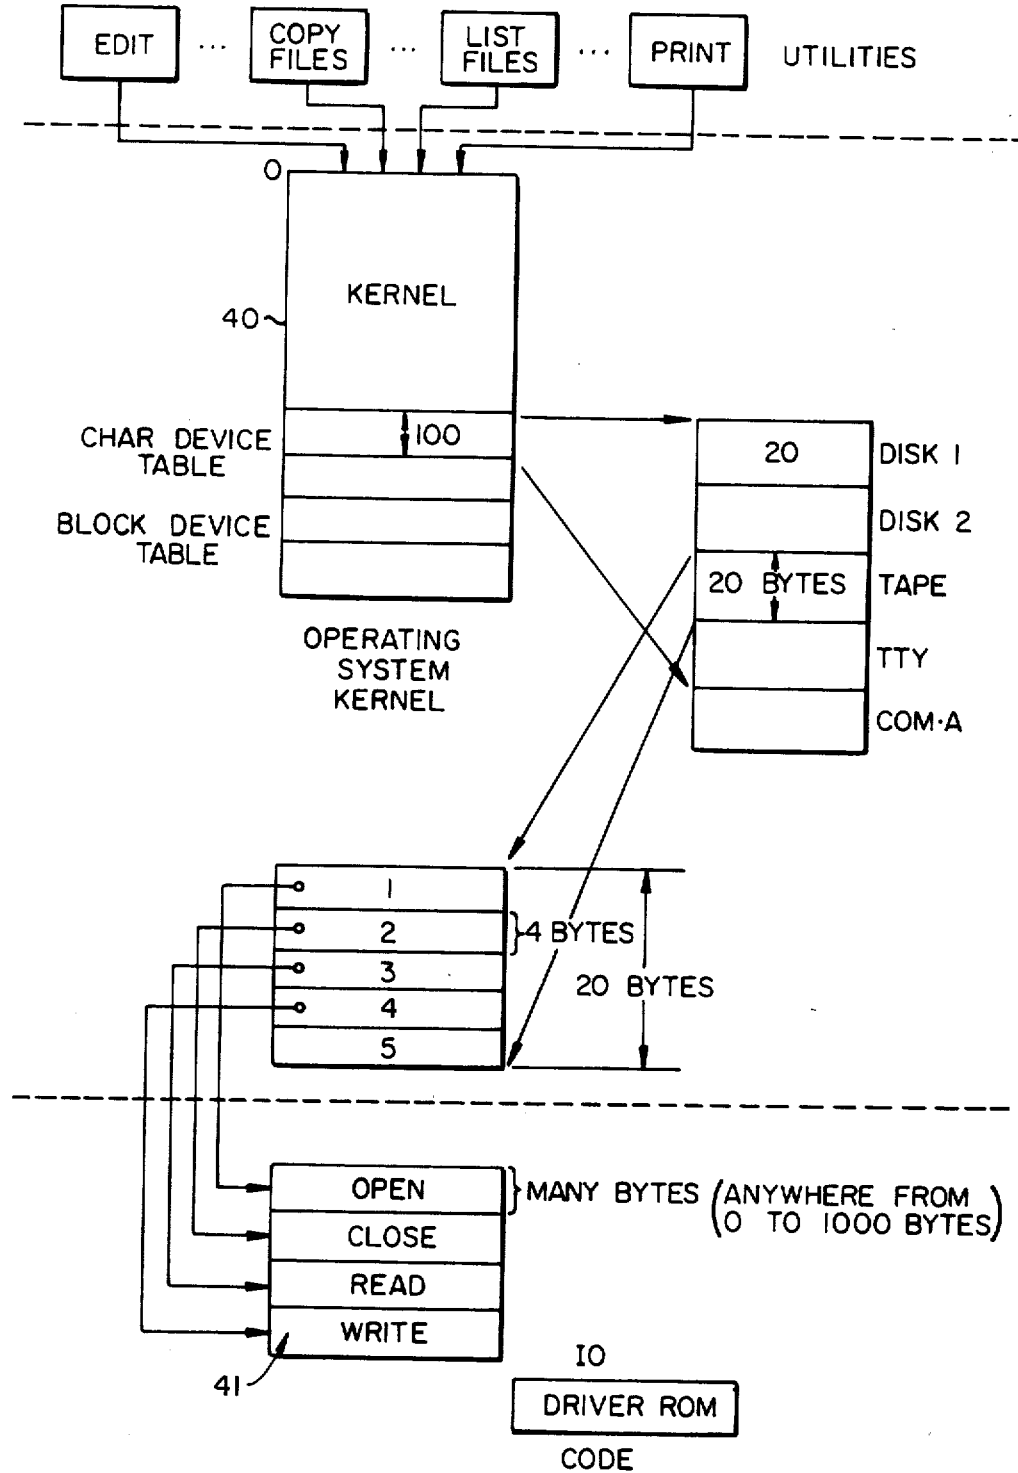 EDIT ... COPY FILES ... LIST FILES ... PRINT UTILITIES
0
KERNEL
40
CHAR DEVICE TABLE
100
BLOCK DEVICE TABLE
OPERATING
SYSTEM
KERNEL
20 DISK 1
DISK 2
20 BYTES TAPE
TTY
COM·A
1
2 4 BYTES
3 20 BYTES
4
5
OPEN MANY BYTES (ANYWHERE FROM
0 TO 1000 BYTES)
CLOSE
READ
WRITE
41
IO
DRIVER ROM
CODE